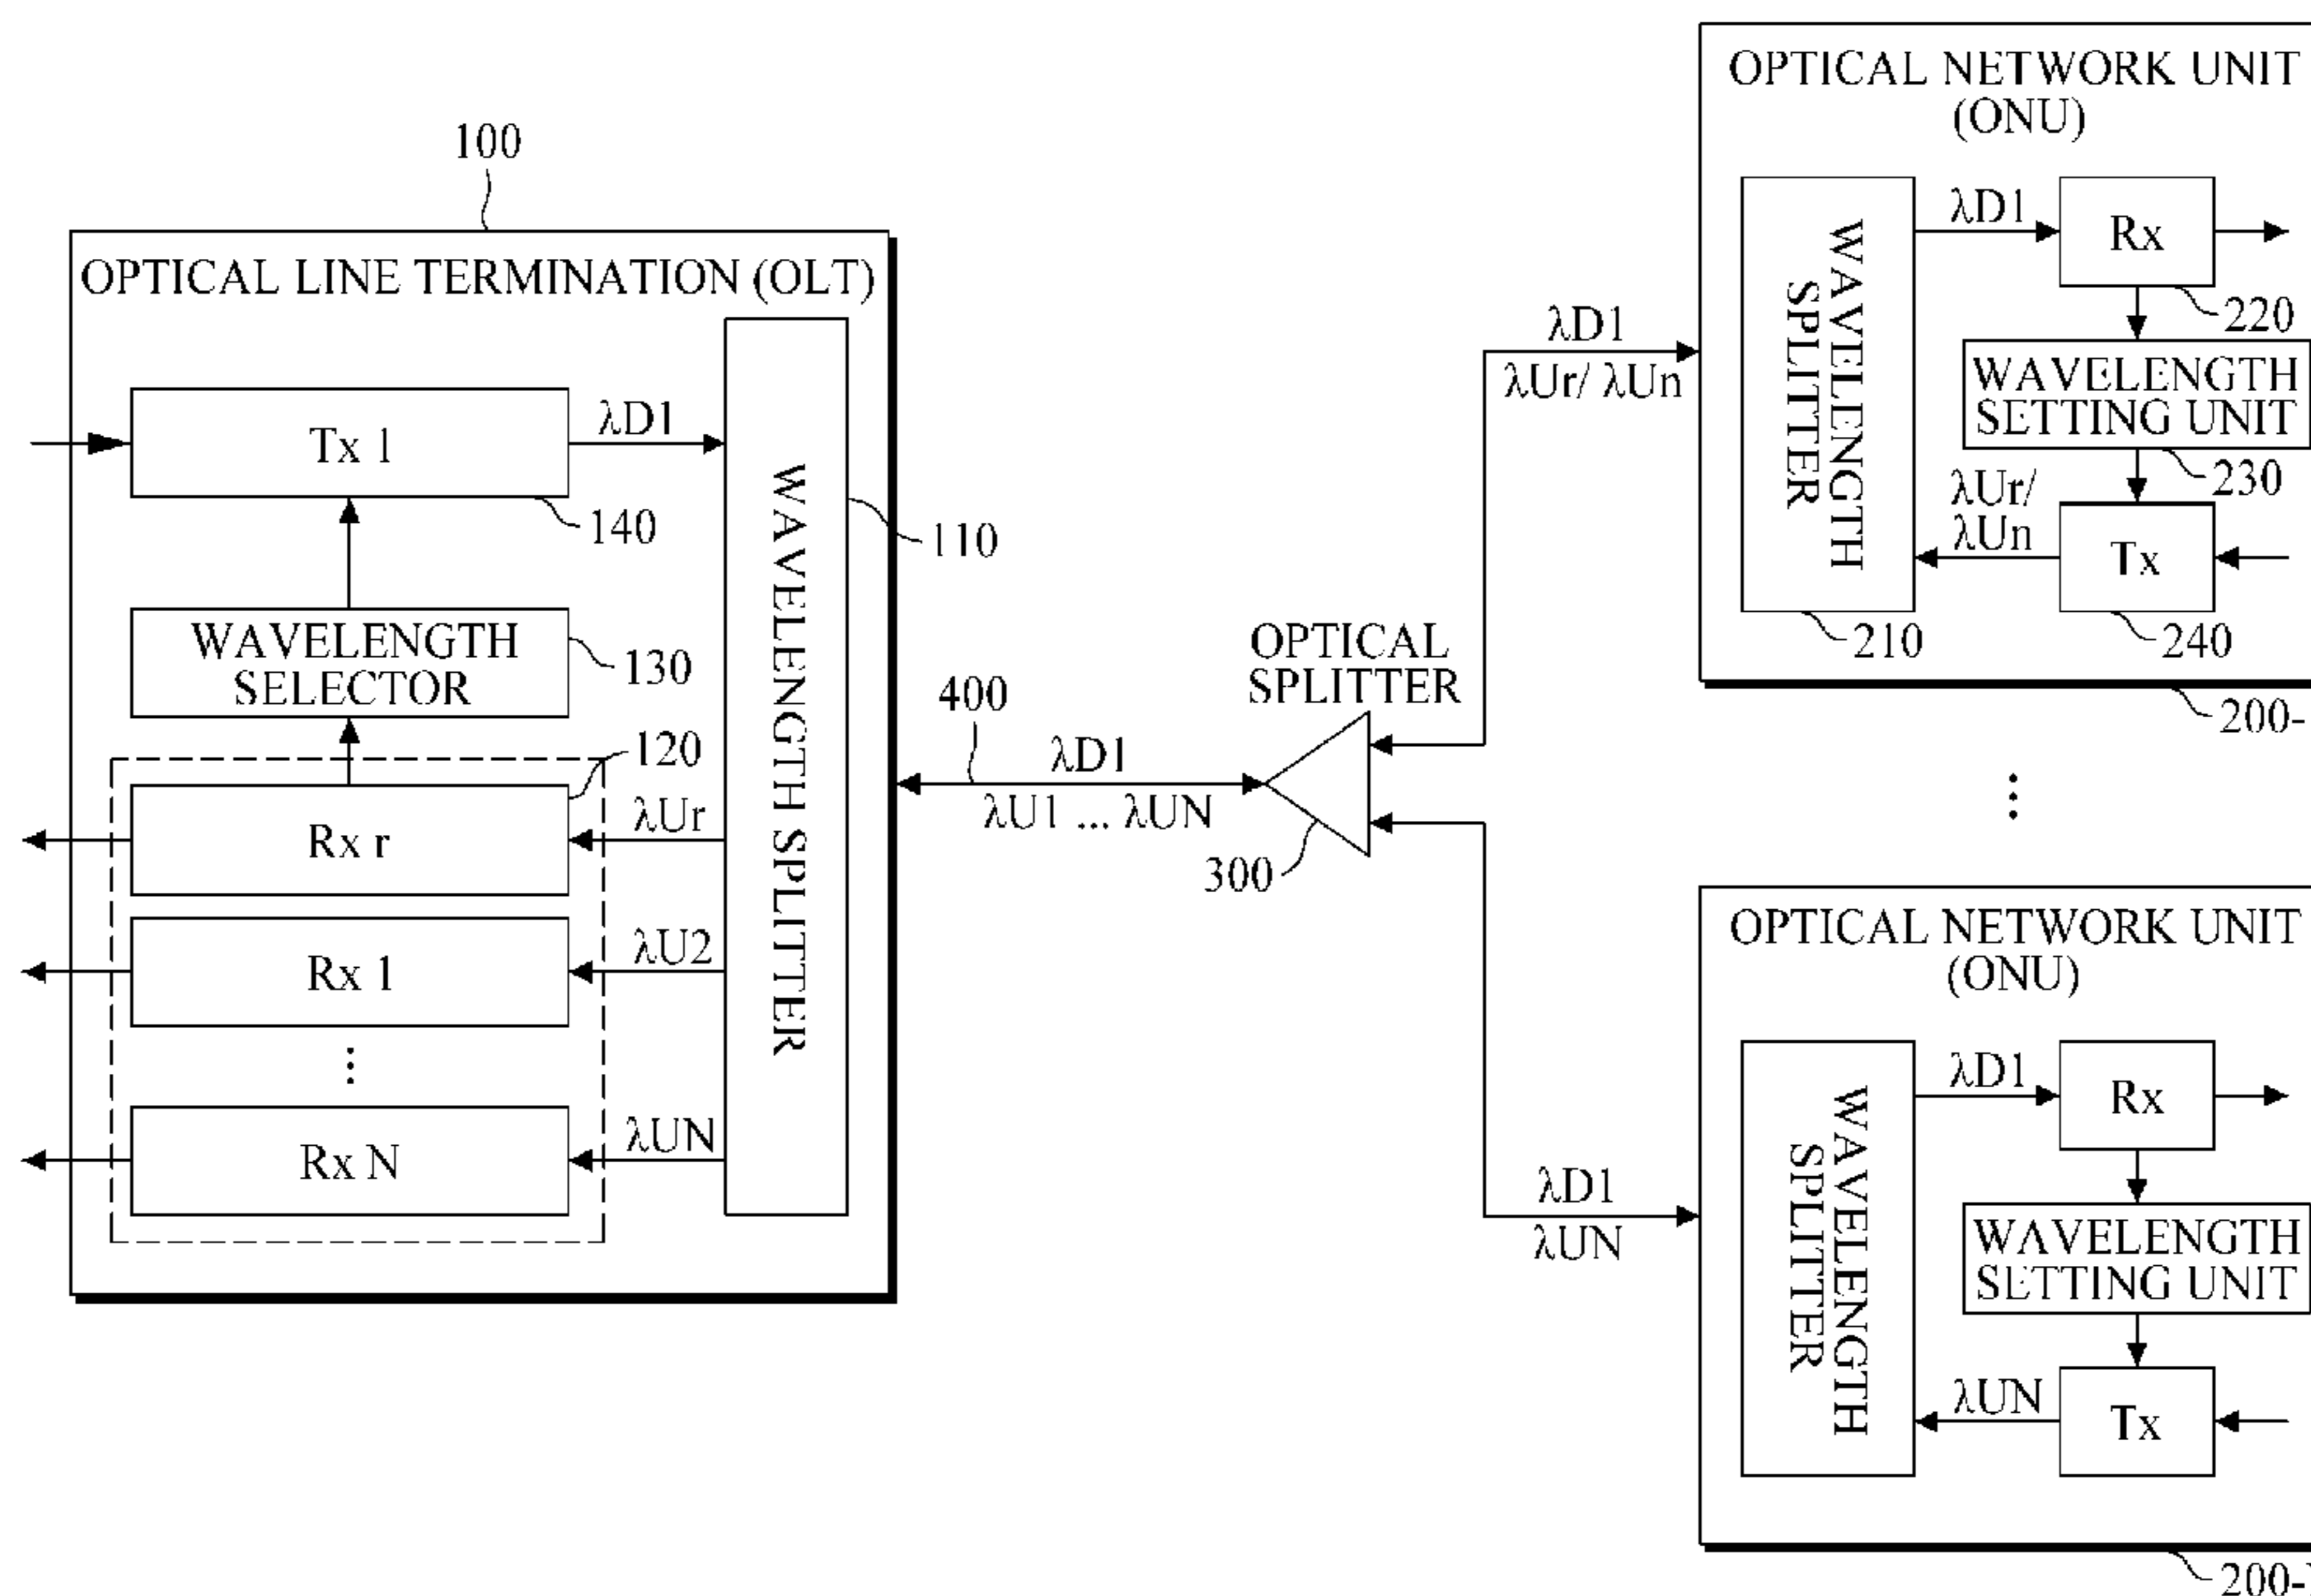 100
OPTICAL LINE TERMINATION (OLT)
Tx 1
λD1
140
WAVELENGTH SPLITTER
110
WAVELENGTH
SELECTOR
130
120
Rx r
λUr
Rx 1
λU2
Rx N
λUN
400
λD1
λU1 ... λUN
OPTICAL
SPLITTER
300
λD1
λUr/ λUn
λD1
λUN
OPTICAL NETWORK UNIT
(ONU)
WAVELENGTH
SPLITTER
λD1
Rx
220
WAVELENGTH
SETTING UNIT
230
λUr/
λUn
Tx
210
240
200-
OPTICAL NETWORK UNIT
(ONU)
WAVELENGTH
SPLITTER
λD1
Rx
WAVELENGTH
SETTING UNIT
λUN
Tx
200-